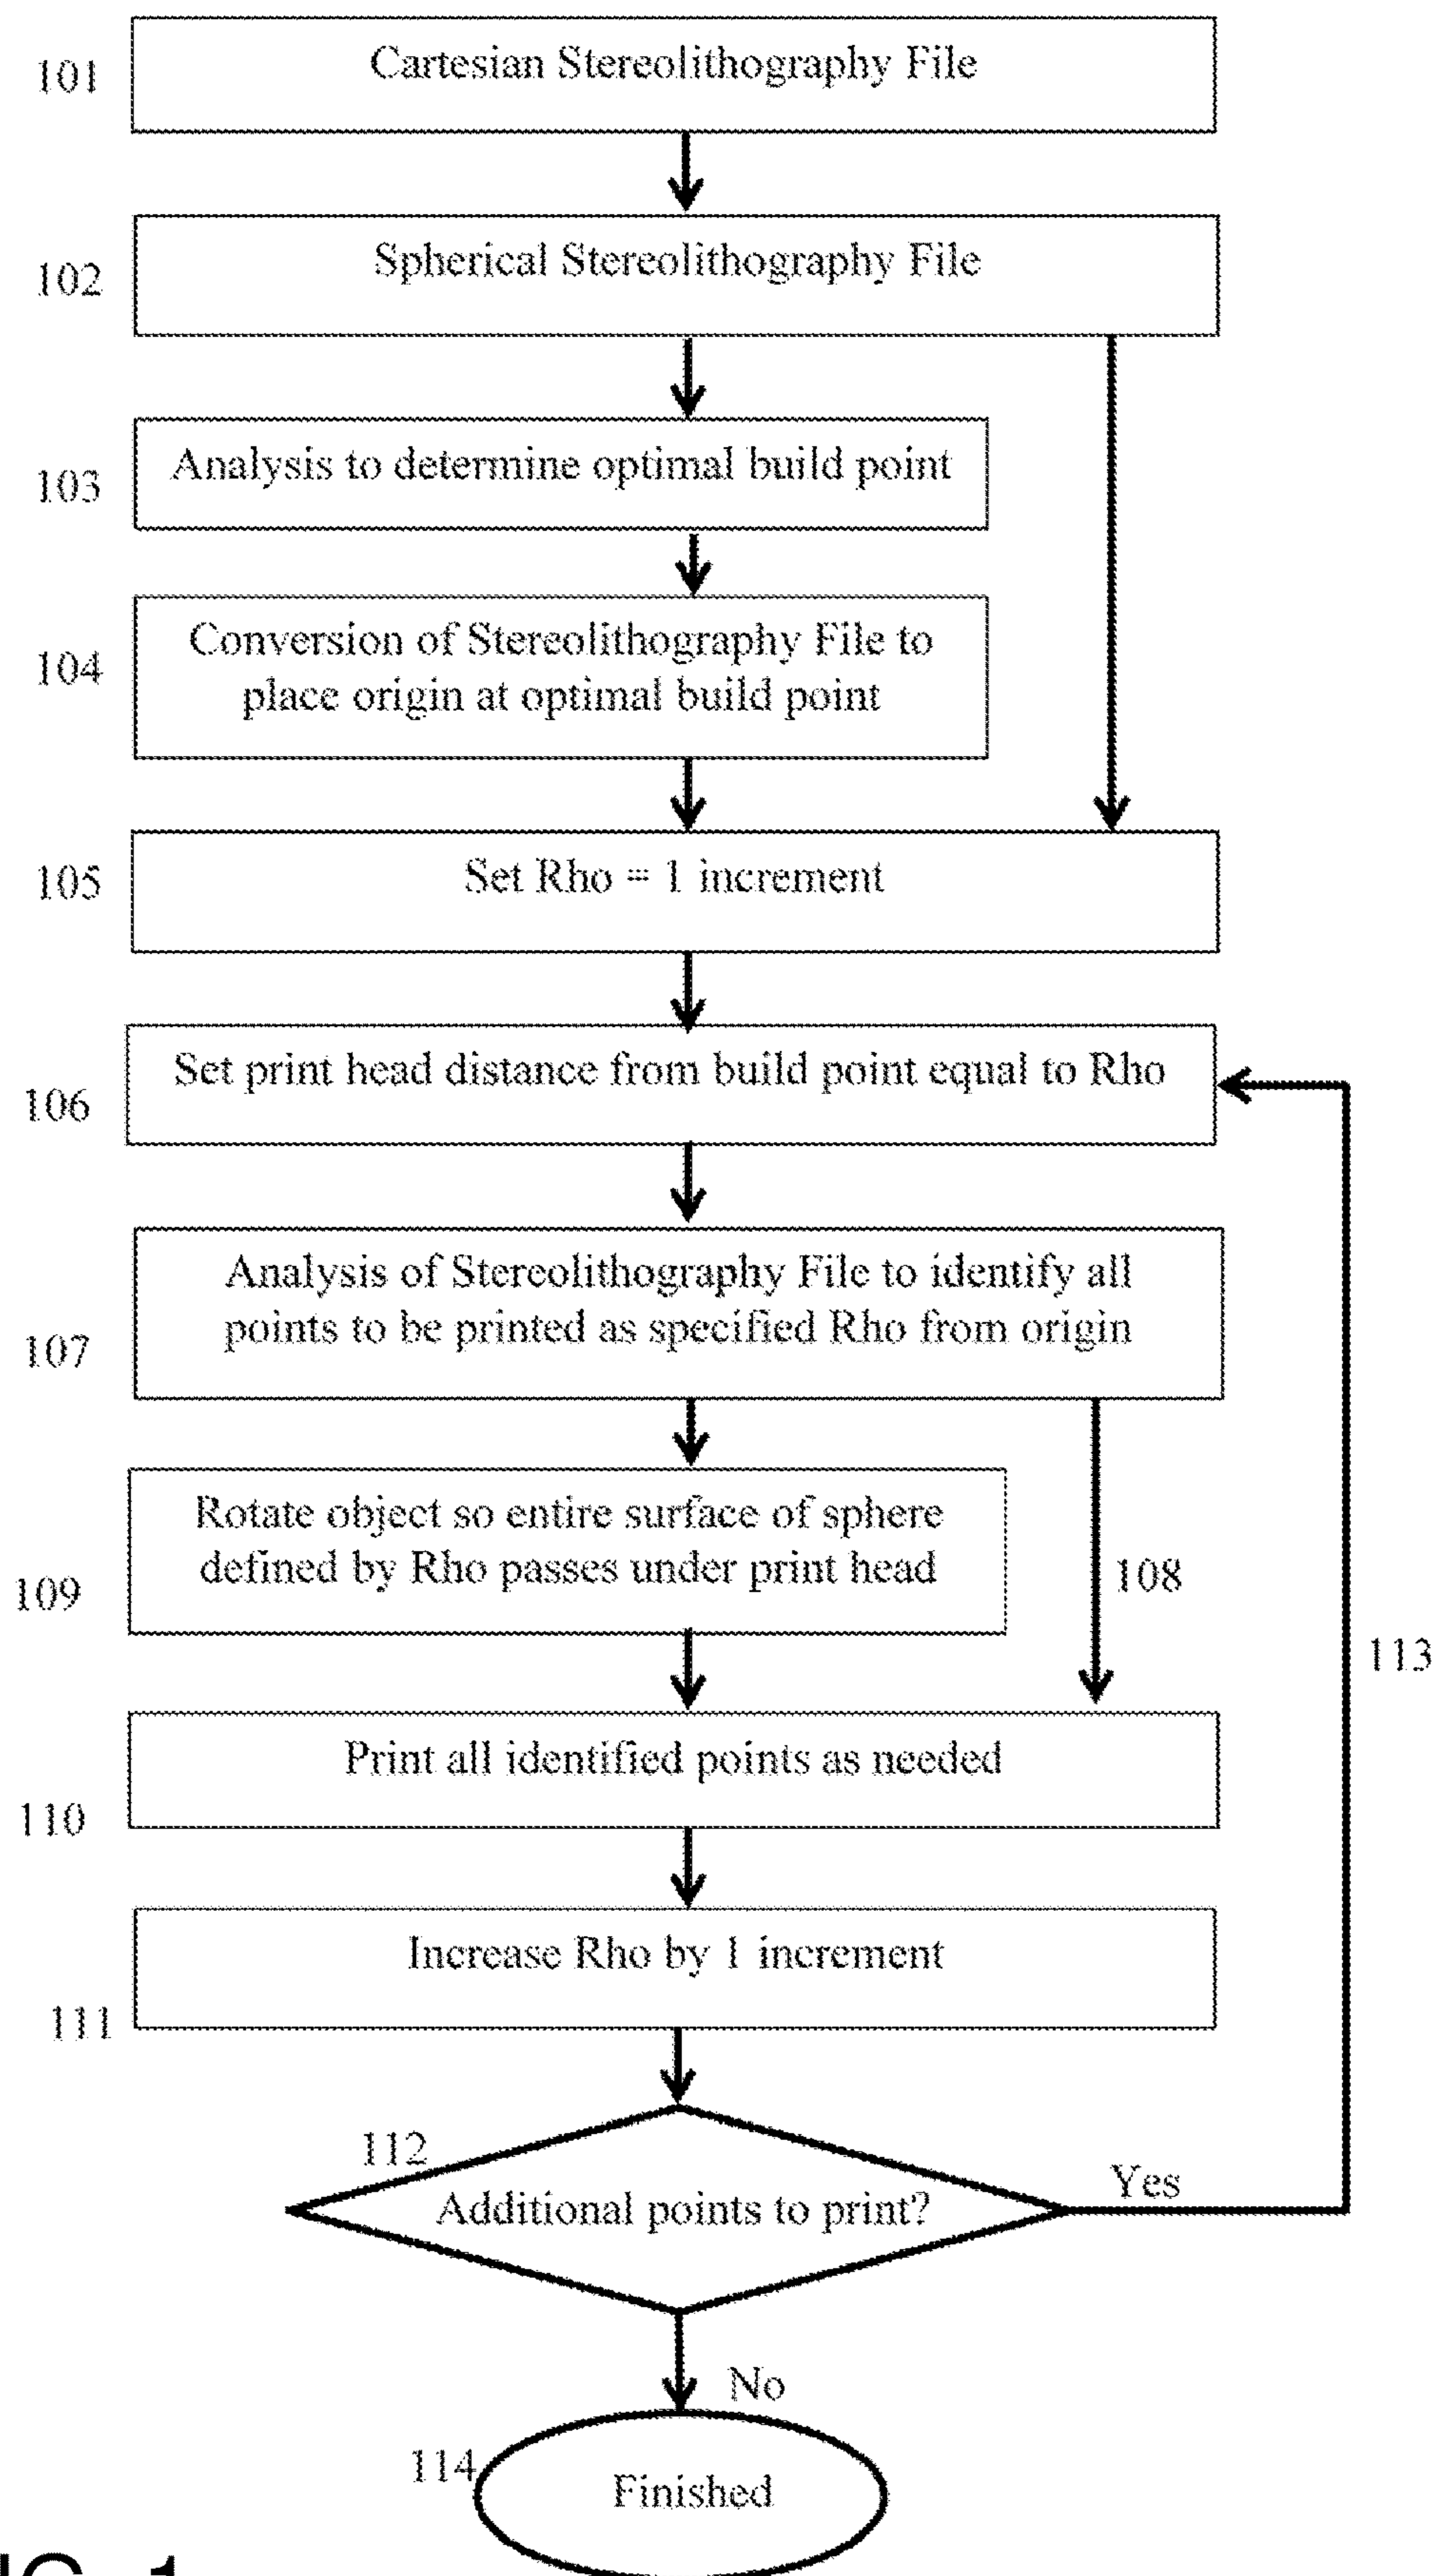 101
Cartesian Stereolithography File
102
Spherical Stereolithography File
103
Analysis to determine optimal build point
104
Conversion of Stereolithography File to
place origin at optimal build point
105
Set Rho = 1 increment
106
Set print head distance from build point equal to Rho
107
Analysis of Stereolithography File to identify all
points to be printed as specified Rho from origin
109
Rotate object so entire surface of sphere
defined by Rho passes under print head
108
113
110
Print all identified points as needed
111
Increase Rho by 1 increment
112
Additional points to print?
Yes
No
114
Finished